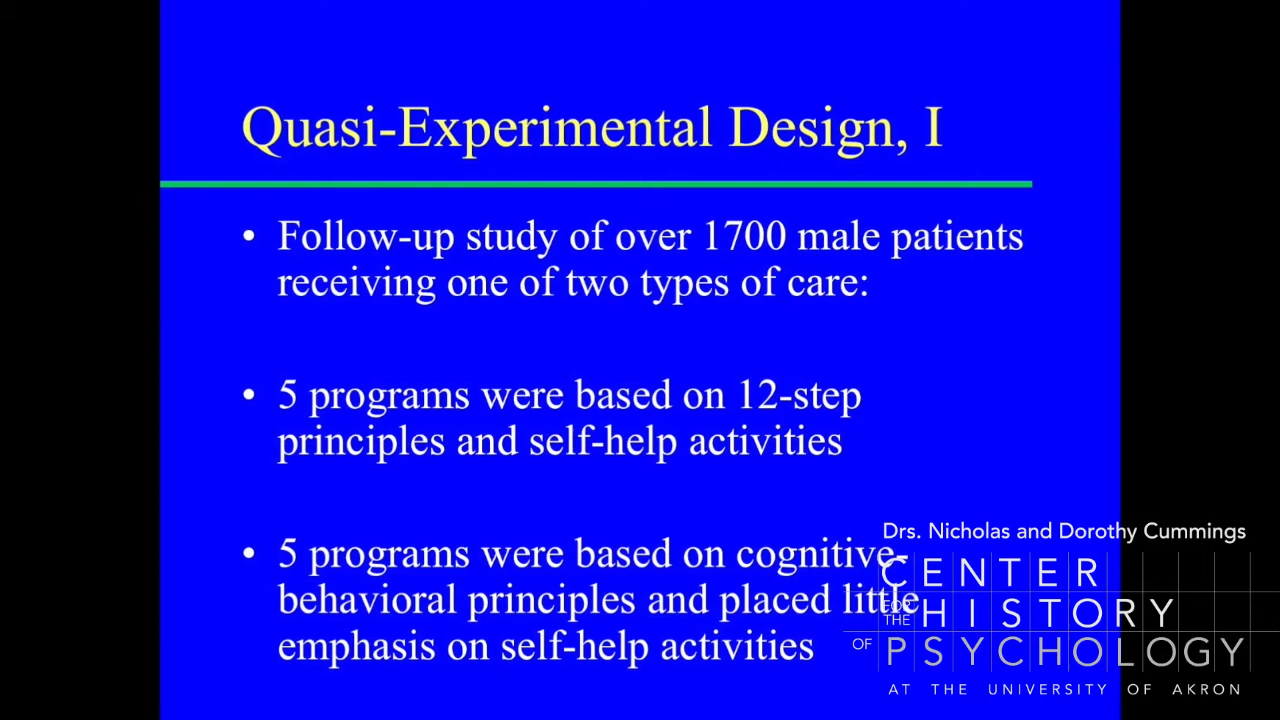 Quasi-Experimental Design, I
• Follow-up study of over 1700 male patients
receiving one of two types of care:
• 5 programs were based on 12-step
principles and self-help activities
• 5 programs were based on cognitive-
behavioral principles and placed little
emphasis on self-help activities
Drs. Nicholas and Dorothy Cummings
CENTER
FOR THE HISTORY
OF PSYCHOLOGY
AT THE UNIVERSITY OF AKRON